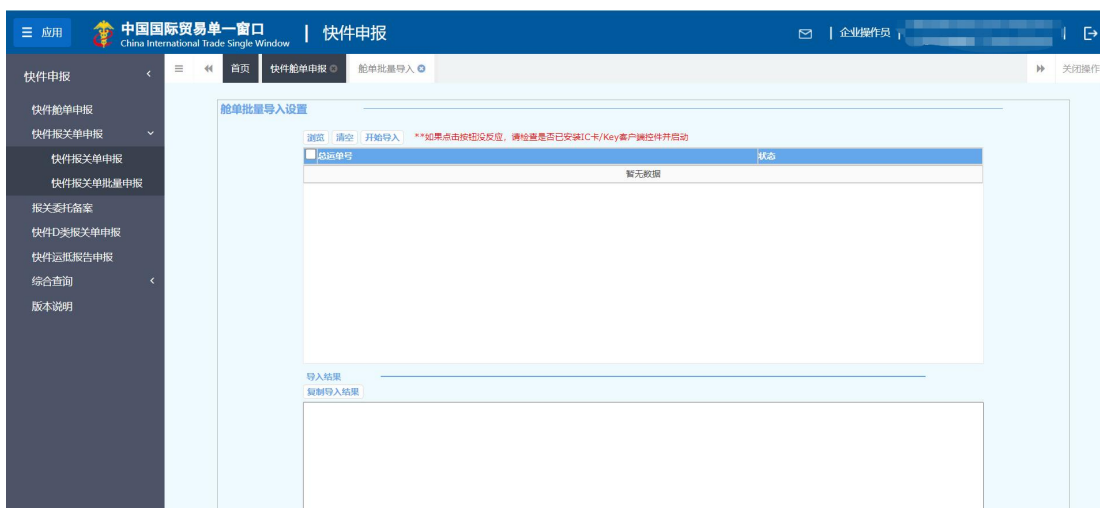 应用
中国国际贸易单一窗口
China International Trade Single Window
快件申报
企业操作员
快件申报
首页
快件舱单申报
舱单批量导入
关闭操作
快件舱单申报
快件报关单申报
快件报关单申报
快件报关单批量申报
报关委托备案
快件D类报关单申报
快件运抵报告申报
综合查询
版本说明
舱单批量导入设置
浏览 清空 开始导入 **如果点击按钮没反应，请检查是否已安装IC卡/Key客户端控件并启动
总运单号 状态
暂无数据
导入结果
复制导入结果